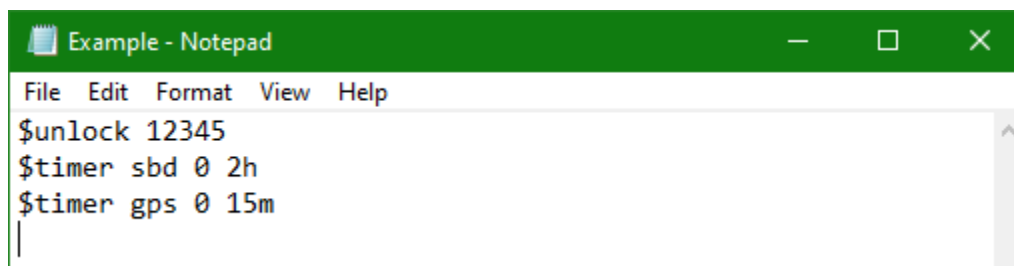 Example - Notepad
File Edit Format View Help
$unlock 12345
$timer sbd 0 2h
$timer gps 0 15m